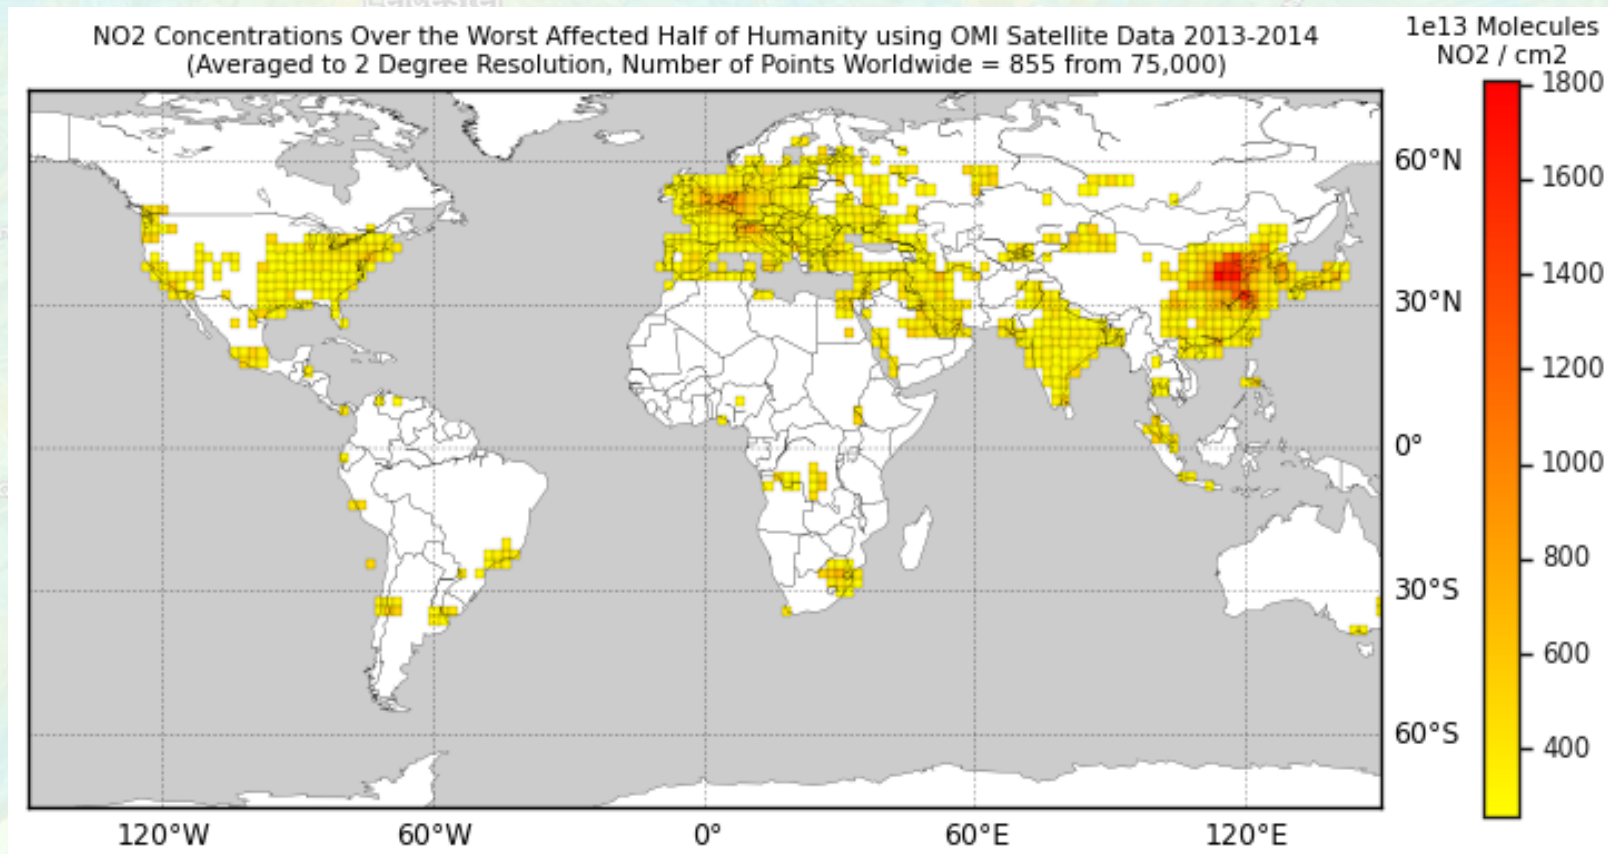 NO2 Concentrations Over the Worst Affected Half of Humanity using OMI Satellite Data 2013-2014
(Averaged to 2 Degree Resolution, Number of Points Worldwide = 855 from 75,000)
1e13 Molecules
NO2 / cm2
1800
1600
1400
1200
1000
800
600
400
60°N
30°N
0°
30°S
60°S
120°W
60°W
0°
60°E
120°E